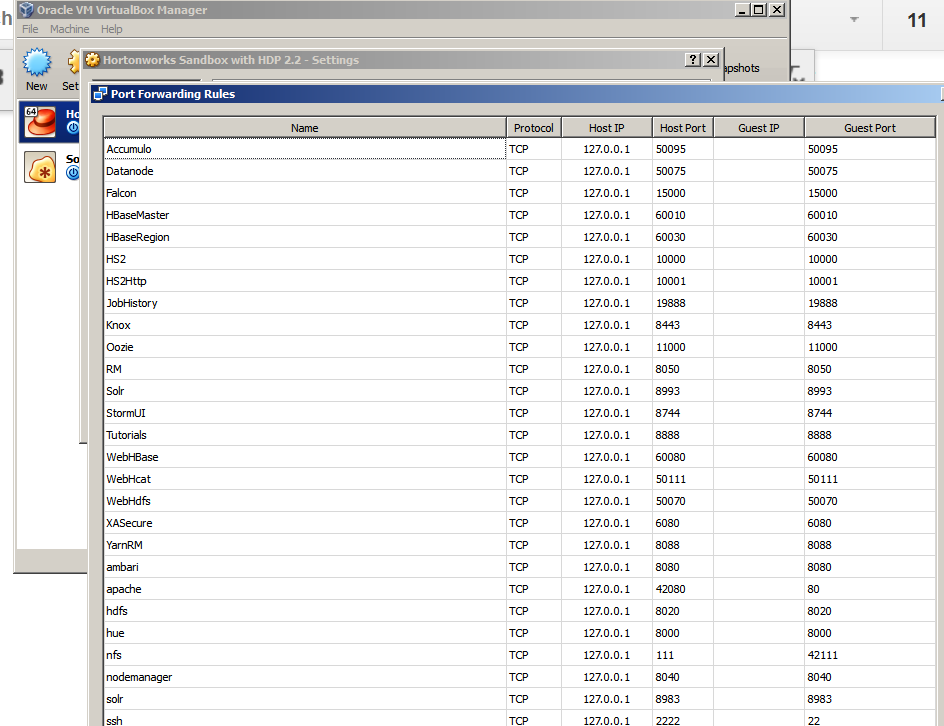 Oracle VM VirtualBox Manager
11
File Machine Help
Hortonworks Sandbox with HDP 2.2 - Settings
New
Set
apshots
Port Forwarding Rules
64
Ho
So
Name Protocol Host IP Host Port Guest IP Guest Port
Accumulo TCP 127.0.0.1 50095 50095
Datanode TCP 127.0.0.1 50075 50075
Falcon TCP 127.0.0.1 15000 15000
HBaseMaster TCP 127.0.0.1 60010 60010
HBaseRegion TCP 127.0.0.1 60030 60030
HS2 TCP 127.0.0.1 10000 10000
HS2Http TCP 127.0.0.1 10001 10001
JobHistory TCP 127.0.0.1 19888 19888
Knox TCP 127.0.0.1 8443 8443
Oozie TCP 127.0.0.1 11000 11000
RM TCP 127.0.0.1 8050 8050
Solr TCP 127.0.0.1 8993 8993
StormUI TCP 127.0.0.1 8744 8744
Tutorials TCP 127.0.0.1 8888 8888
WebHBase TCP 127.0.0.1 60080 60080
WebHcat TCP 127.0.0.1 50111 50111
WebHdfs TCP 127.0.0.1 50070 50070
XASecure TCP 127.0.0.1 6080 6080
YarnRM TCP 127.0.0.1 8088 8088
ambari TCP 127.0.0.1 8080 8080
apache TCP 127.0.0.1 42080 80
hdfs TCP 127.0.0.1 8020 8020
hue TCP 127.0.0.1 8000 8000
nfs TCP 127.0.0.1 111 42111
nodemanager TCP 127.0.0.1 8040 8040
solr TCP 127.0.0.1 8983 8983
ssh TCP 127.0.0.1 2222 22